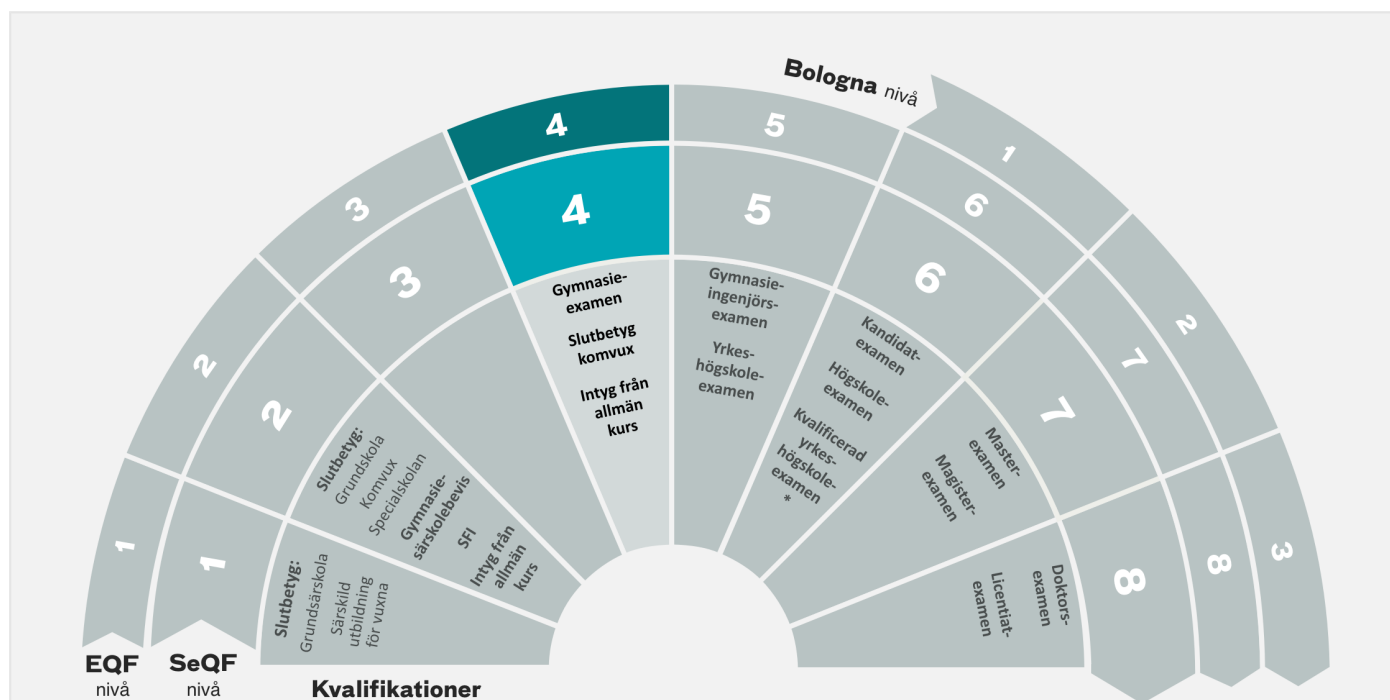 Bologna nivå
1
2
3
EQF
nivå
1
2
3
4
5
6
7
8
SeQF
nivå
1
2
3
4
5
6
7
8
Kvalifikationer
Slutbetyg:
Grundsärskola
Särskild
utbildning
för vuxna
Slutbetyg:
Grundskola
Komvux
Specialskolan
Gymnasie-
särskolebevis
SFI
Intyg från
allmän
kurs
Gymnasie-
examen
Slutbetyg
komvux
Intyg från
allmän
kurs
Gymnasie-
ingenjörs-
examen
Yrkes-
högskole-
examen
Kandidat-
examen
Högskole-
examen
Kvalificerad
yrkes-
högskole-
examen
*
Master-
examen
Magister-
examen
Doktors-
examen
Licentiat-
examen